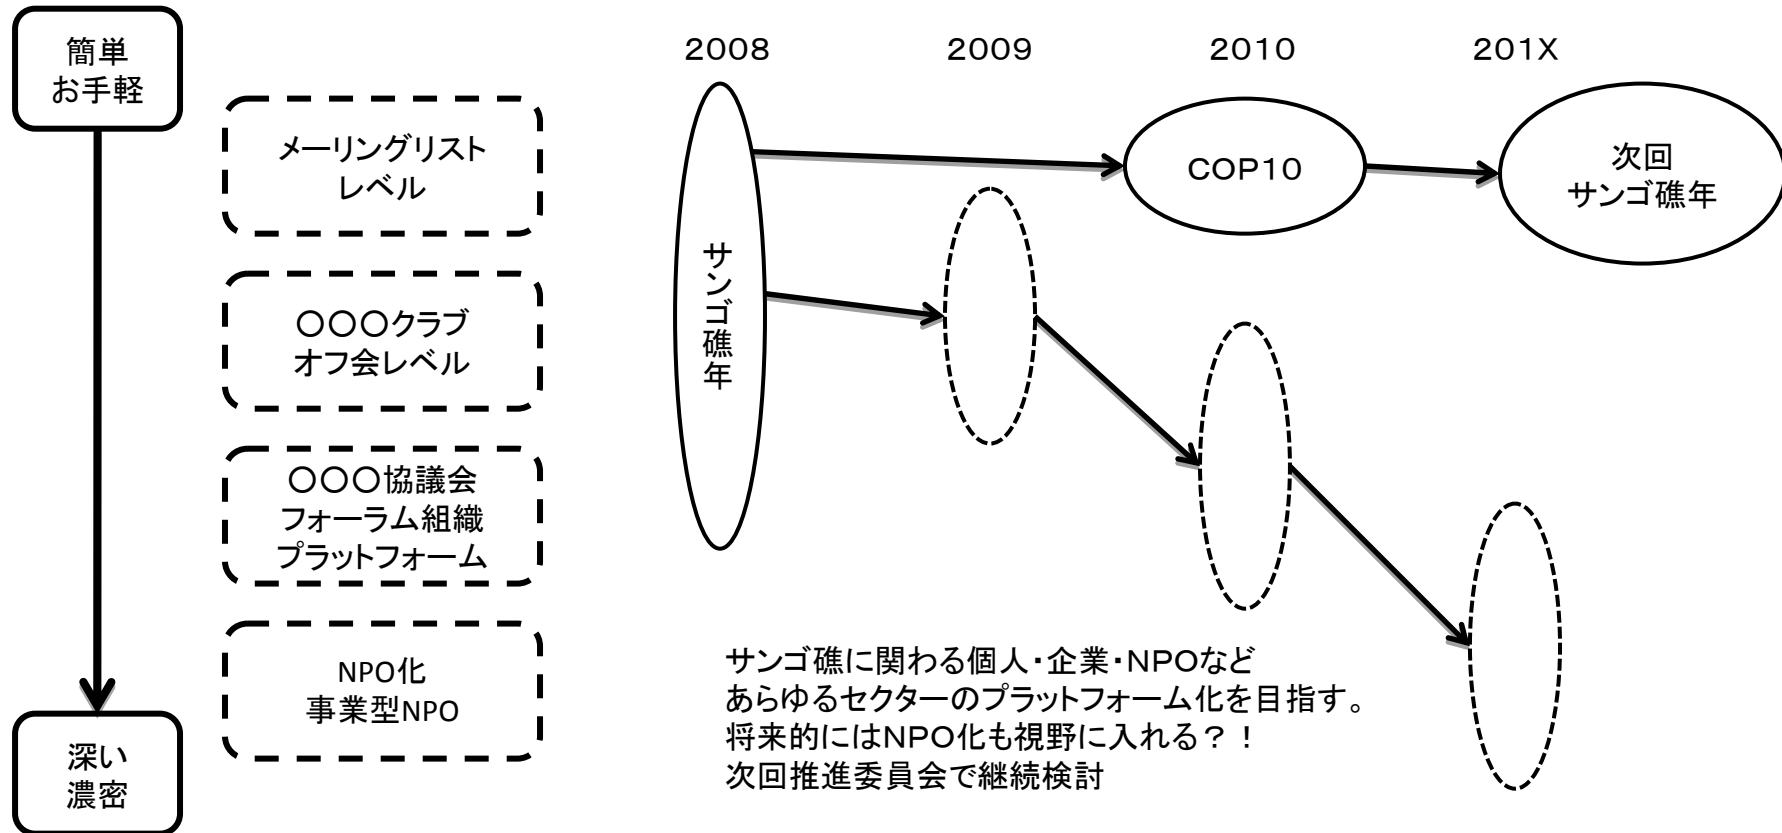 簡単
お手軽
メーリングリスト
レベル
〇〇〇クラブ
オフ会レベル
〇〇〇協議会
フォーラム組織
プラットフォーム
NPO化
事業型NPO
深い
濃密
2008
2009
2010
201X
サンゴ礁年
COP10
次回
サンゴ礁年
サンゴ礁に関わる個人・企業・NPOなど
あらゆるセクターのプラットフォーム化を目指す。
将来的にはNPO化も視野に入れる？！
次回推進委員会で継続検討